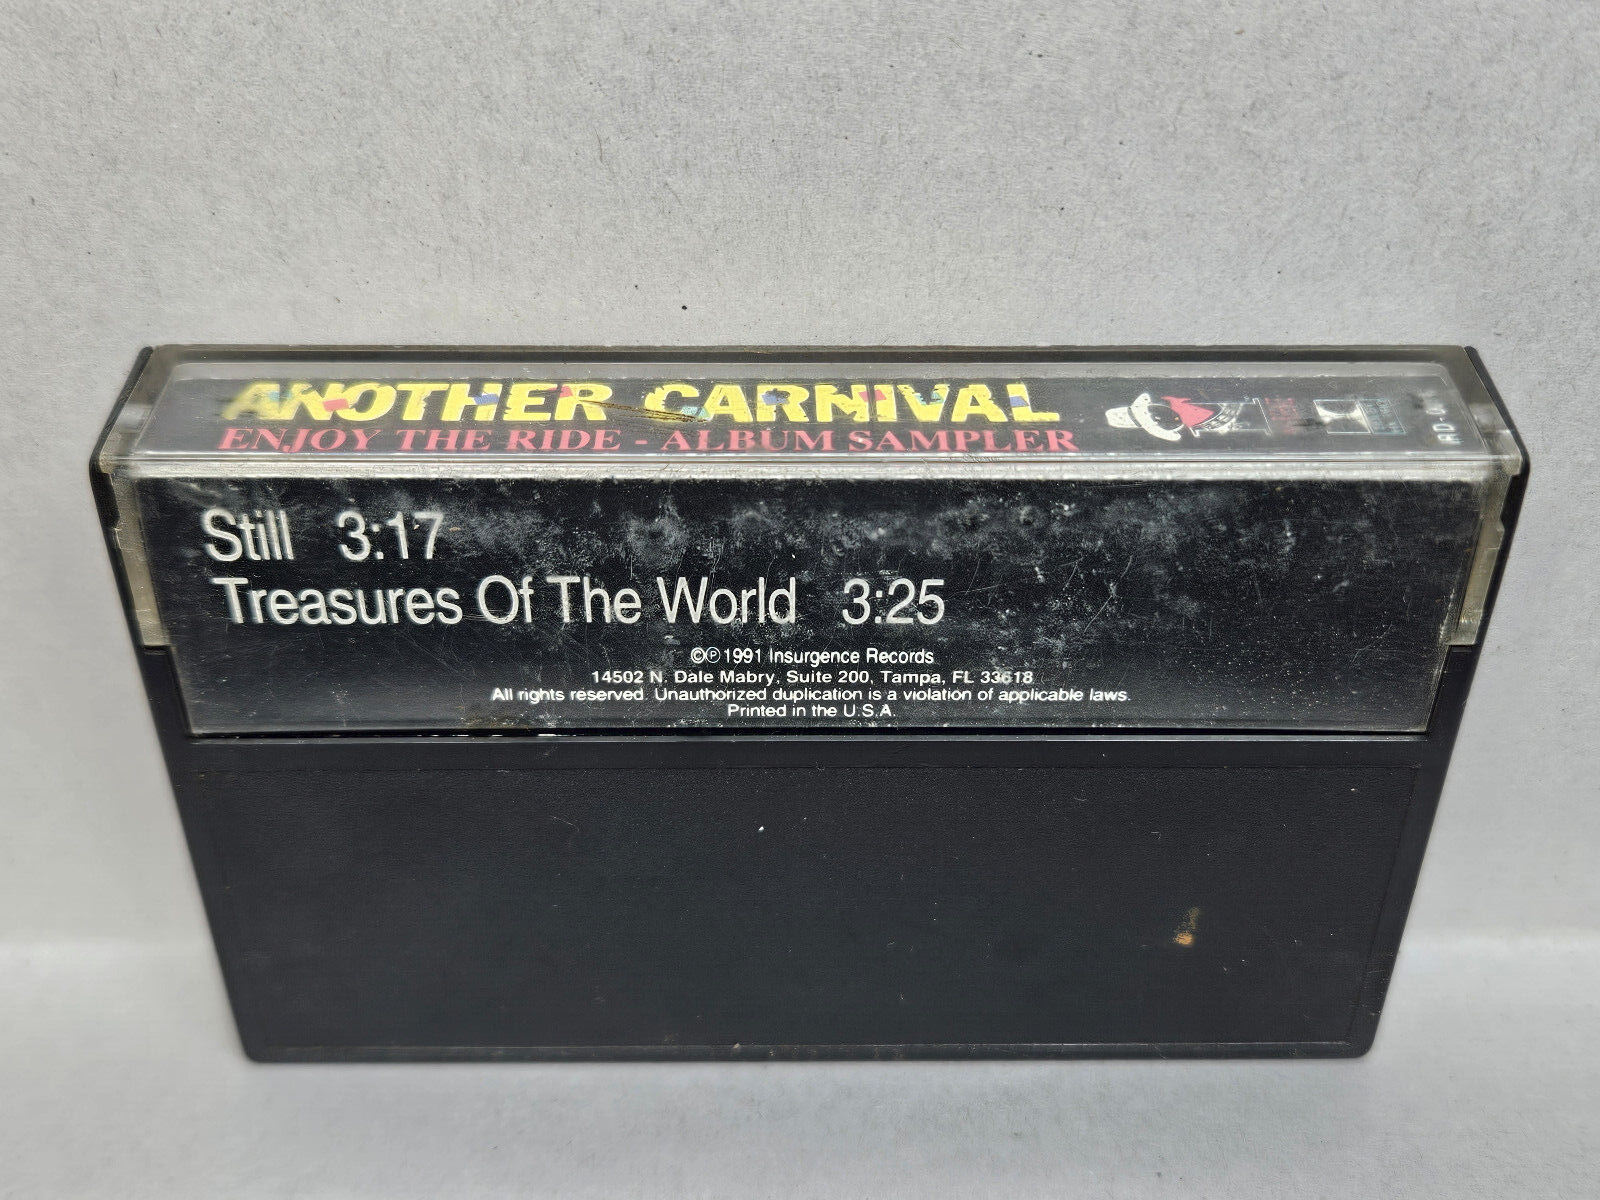 ANOTHER CARNIVAL
ENJOY THE RIDE - ALBUM SAMPLER
Still 3:17
Treasures Of The World 3:25
©℗ 1991 Insurgence Records
14502 N. Dale Mabry, Suite 200, Tampa, FL 33618
All rights reserved. Unauthorized duplication is a violation of applicable laws.
Printed in the U.S.A.